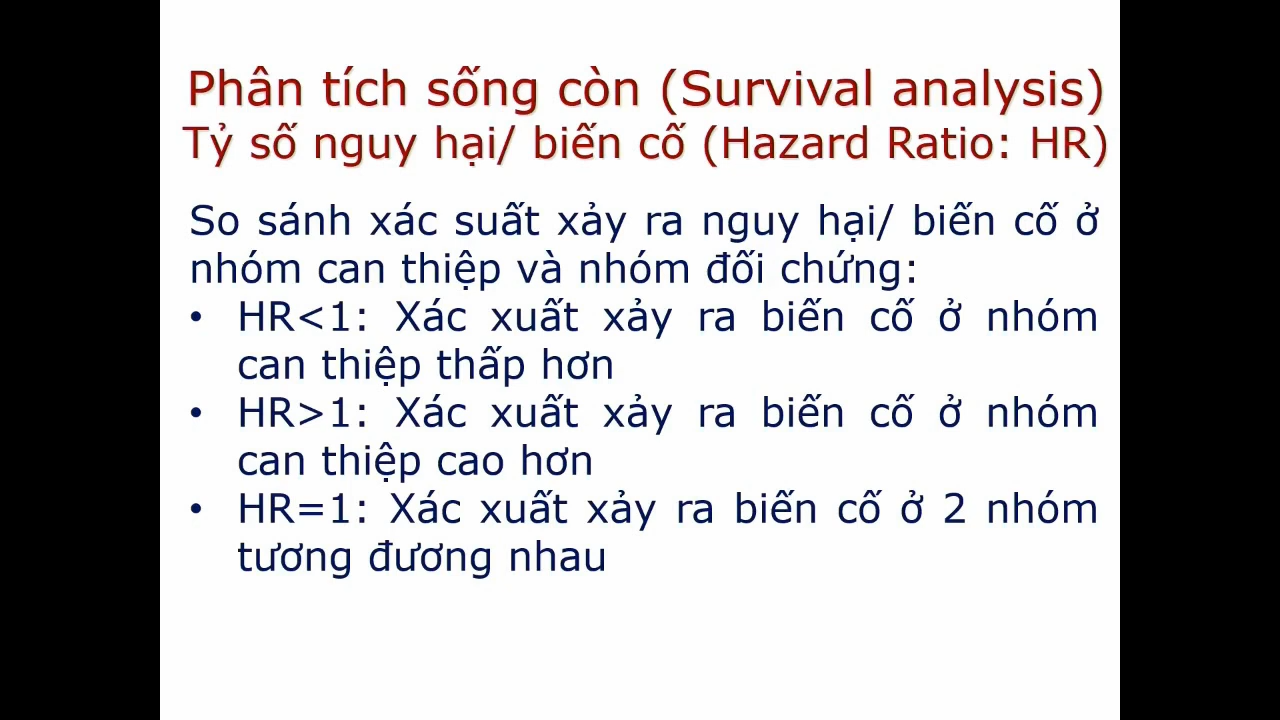 Phân tích sống còn (Survival analysis)
Tỷ số nguy hại/ biến cố (Hazard Ratio: HR)
So sánh xác suất xảy ra nguy hại/ biến cố ở
nhóm can thiệp và nhóm đối chứng:
• HR<1: Xác xuất xảy ra biến cố ở nhóm
can thiệp thấp hơn
• HR>1: Xác xuất xảy ra biến cố ở nhóm
can thiệp cao hơn
• HR=1: Xác xuất xảy ra biến cố ở 2 nhóm
tương đương nhau